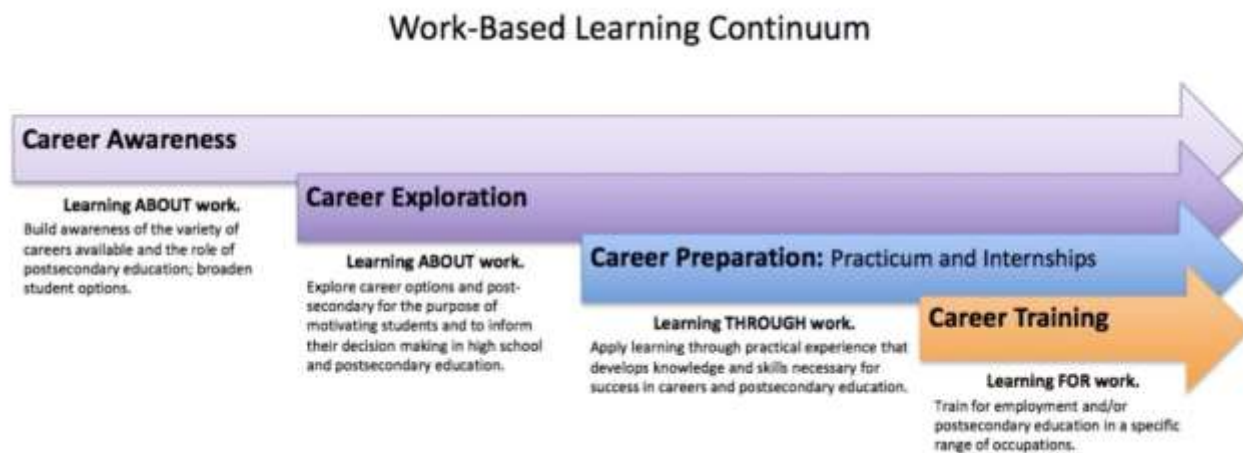 Work-Based Learning Continuum
Career Awareness
Learning ABOUT work.
Build awareness of the variety of
careers available and the role of
postsecondary education; broaden
student options.
Career Exploration
Learning ABOUT work.
Explore career options and post-
secondary for the purpose of
motivating students and to inform
their decision making in high school
and postsecondary education.
Career Preparation: Practicum and Internships
Learning THROUGH work.
Apply learning through practical experience that
develops knowledge and skills necessary for
success in careers and postsecondary education.
Career Training
Learning FOR work.
Train for employment and/or
postsecondary education in a specific
range of occupations.